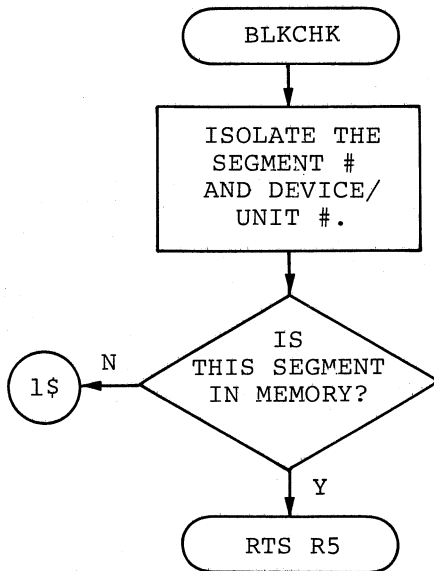 BLKCHK
ISOLATE THE
SEGMENT #
AND DEVICE/
UNIT #.
IS
THIS SEGMENT
IN MEMORY?
N
1$
Y
RTS R5